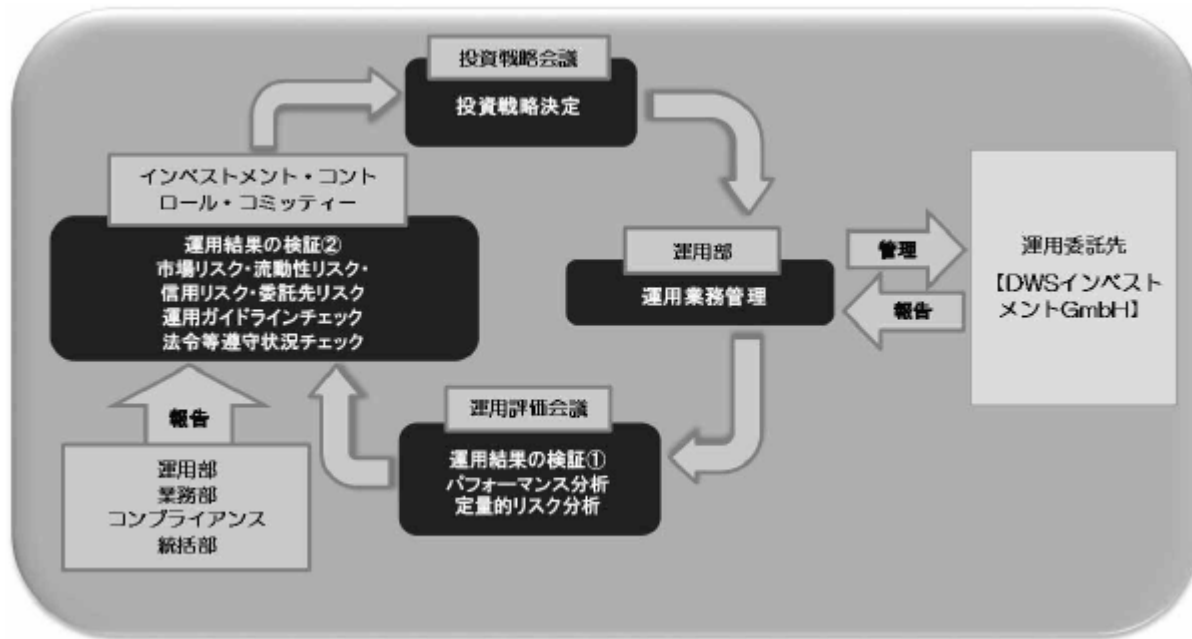 投資戦略会議
投資戦略決定
インベストメント・コント
ロール・コミッティー
運用結果の検証②
市場リスク・流動性リスク・
信用リスク・委託先リスク
運用ガイドラインチェック
法令等遵守状況チェック
運用部
運用業務管理
管理
報告
運用委託先
【DWSインベスト
メントGmbH】
運用評価会議
運用結果の検証①
パフォーマンス分析
定量的リスク分析
報告
運用部
業務部
コンプライアンス
統括部